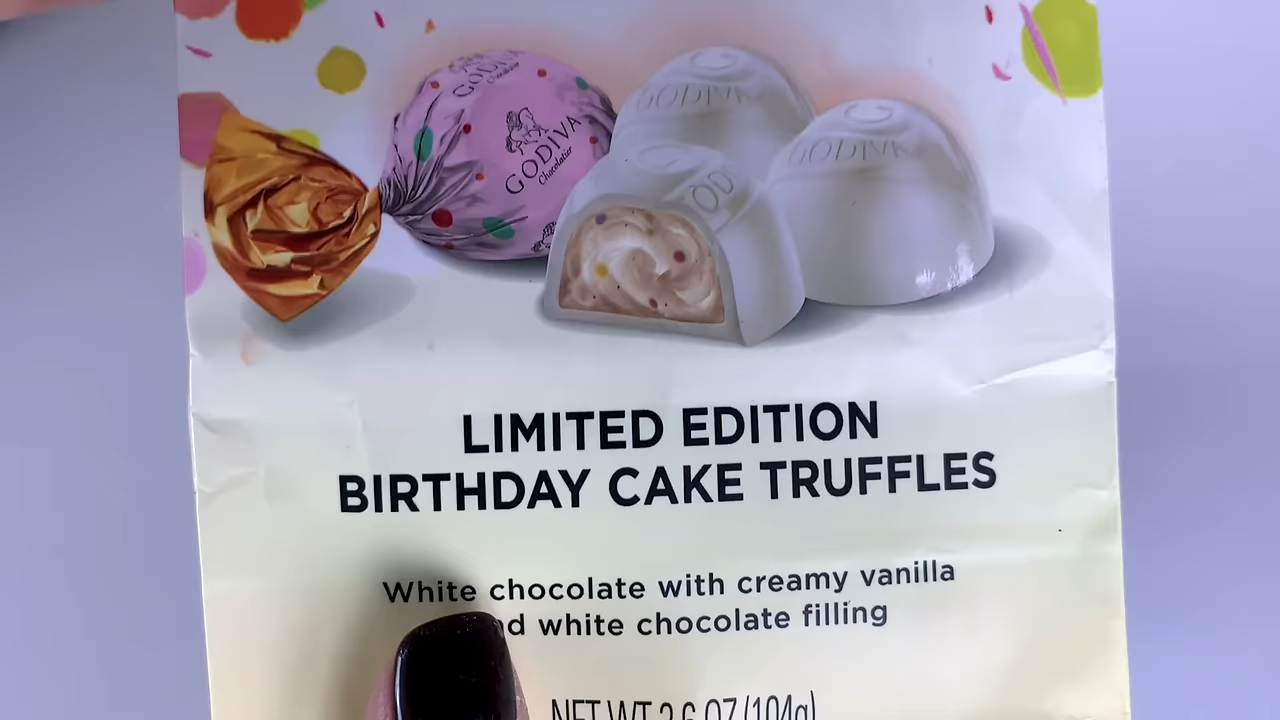 GODIVA
Chocolatier
GODIVA
Chocolatier
GODIVA
GODIVA
LIMITED EDITION
BIRTHDAY CAKE TRUFFLES
White chocolate with creamy vanilla
white chocolate filling
NET WT 3.6 OZ (104g)